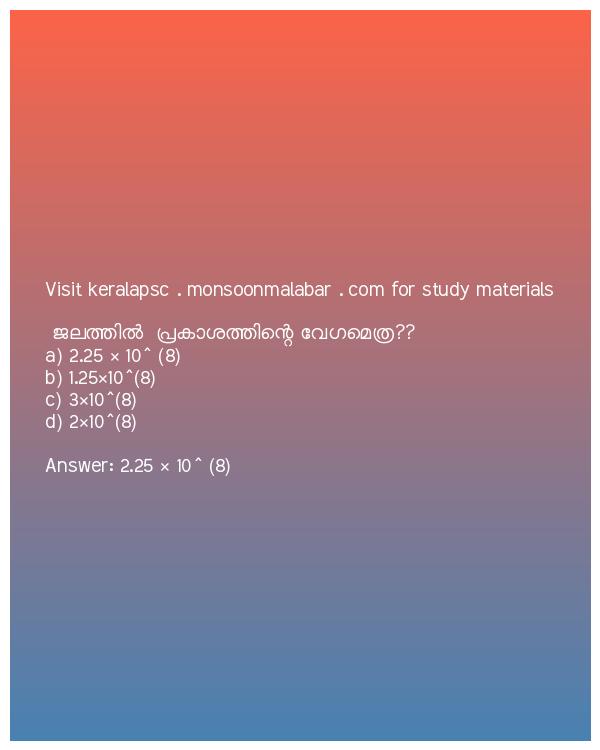 Visit keralapsc . monsoonmalabar . com for study materials
ജലത്തിൽ പ്രകാശത്തിന്റെ വേഗമെത്ര??
a) 2.25 × 10^ (8)
b) 1.25×10^(8)
c) 3×10^(8)
d) 2×10^(8)
Answer: 2.25 × 10^ (8)